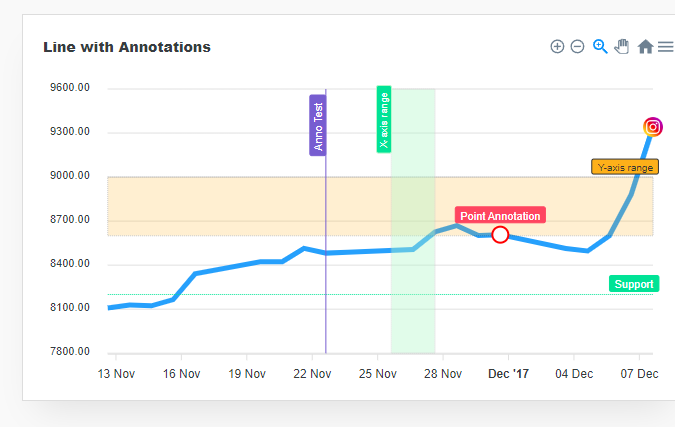 Line with Annotations
9600.00
9300.00
9000.00
8700.00
8400.00
8100.00
7800.00
Anno Test
X-axis range
Y-axis range
Point Annotation
Support
13 Nov
16 Nov
19 Nov
22 Nov
25 Nov
28 Nov
Dec '17
04 Dec
07 Dec